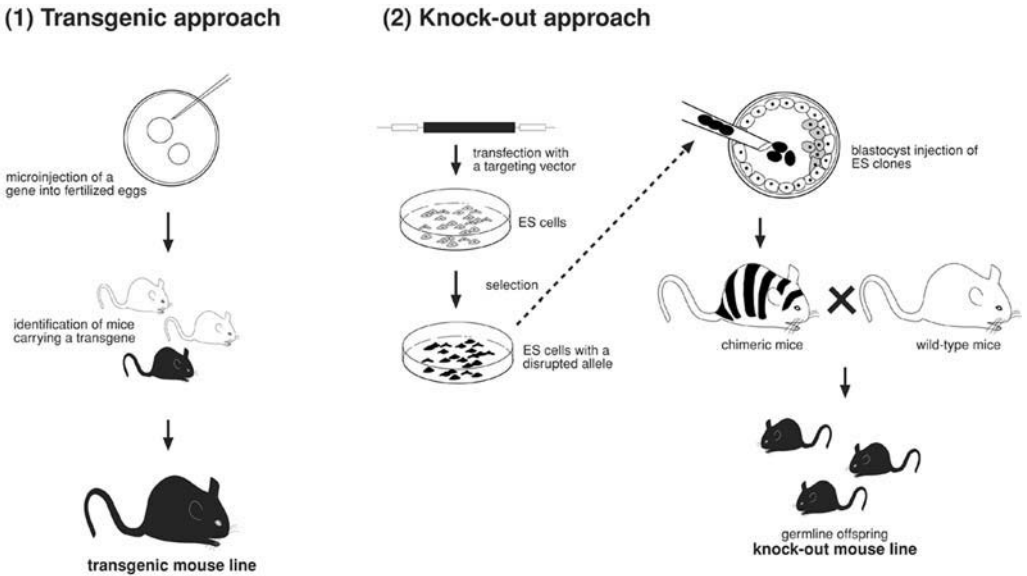 (1) Transgenic approach
microinjection of a
gene into fertilized eggs
identification of mice
carrying a transgene
transgenic mouse line
(2) Knock-out approach
transfection with
a targeting vector
ES cells
selection
ES cells with a
disrupted allele
blastocyst injection of
ES clones
chimeric mice
wild-type mice
germline offspring
knock-out mouse line